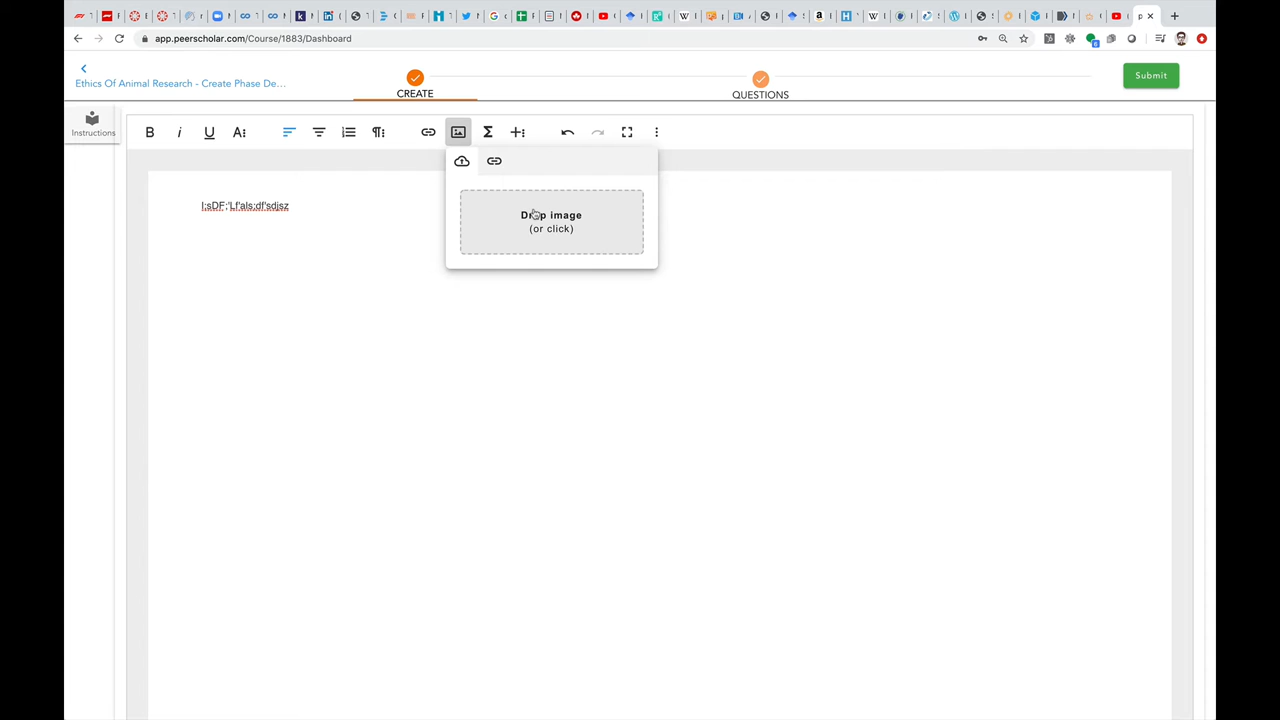 app.peerscholar.com/Course/1883/Dashboard
6
Ethics Of Animal Research - Create Phase De...
CREATE
QUESTIONS
Submit
Instructions
B i U A
I;sDF;'Lf'als;df'sdjsz
Drop image
(or click)